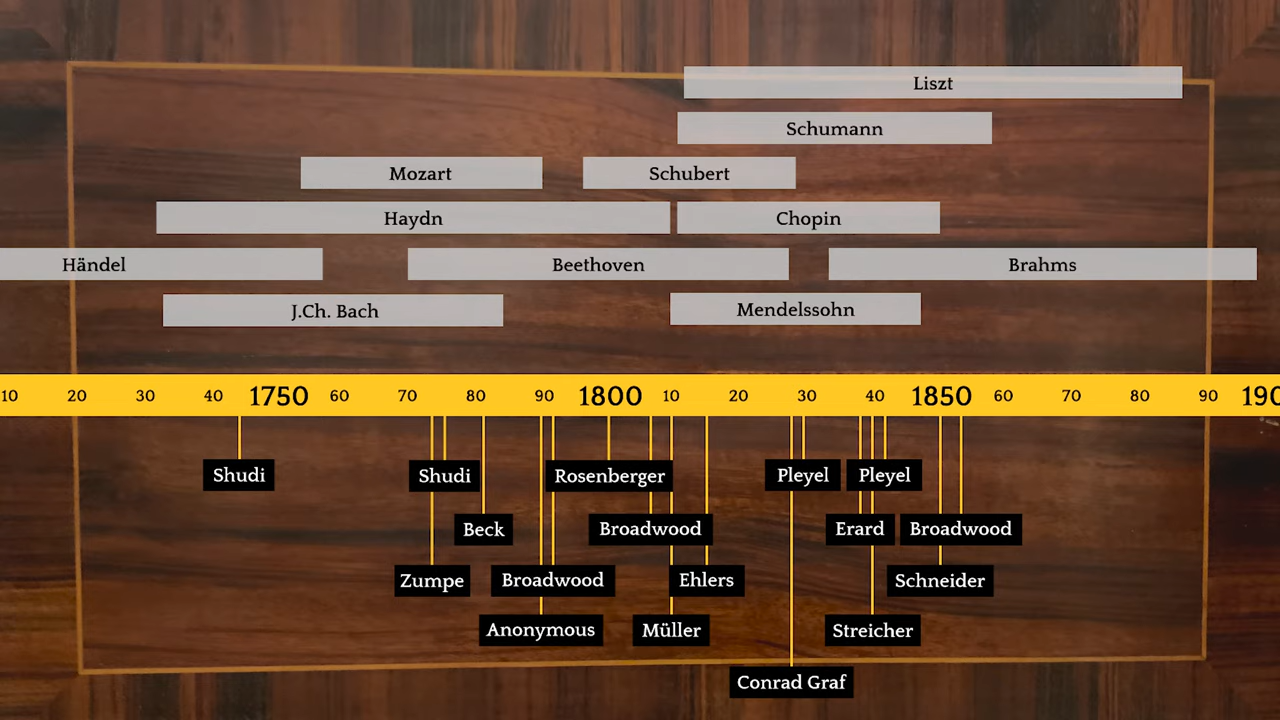 Liszt
Schumann
Mozart Schubert
Haydn Chopin
Händel Beethoven Brahms
J.Ch. Bach Mendelssohn
10 20 30 40 1750 60 70 80 90 1800 10 20 30 40 1850 60 70 80 90 190
Shudi Shudi Rosenberger Pleyel Pleyel
Beck Broadwood Erard Broadwood
Zumpe Broadwood Ehlers Schneider
Anonymous Müller Streicher
Conrad Graf